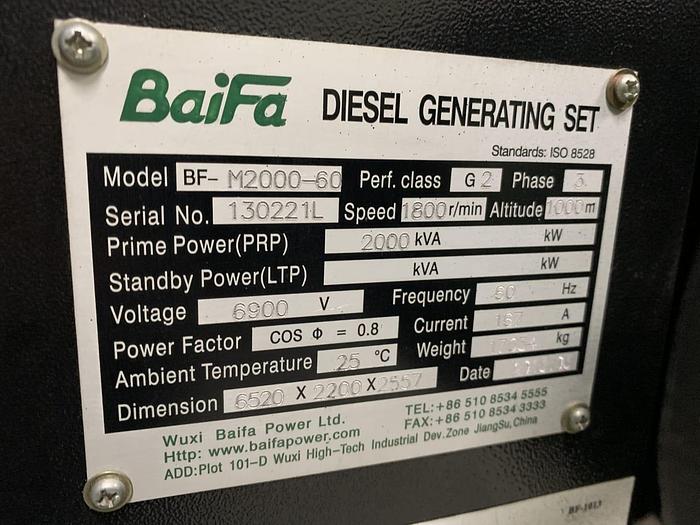 BaiFa DIESEL GENERATING SET
Standards: ISO 8528
Model BF- M2000-60 Perf. class G 2 Phase 3
Serial No. 130221L Speed 1800 r/min Altitude 1000 m
Prime Power(PRP) 2000 kVA kW
Standby Power(LTP) kVA kW
Voltage 6900 V Frequency 60 Hz
Power Factor COS Φ = 0.8 Current 167 A
Ambient Temperature 25 °C Weight kg
Dimension 6520 X 2200 X 2557 Date
Wuxi Baifa Power Ltd. TEL:+86 510 8534 5555
Http: www.baifapower.com FAX:+86 510 8534 3333
ADD:Plot 101-D Wuxi High-Tech Industrial Dev.Zone JiangSu,China
BF-1013